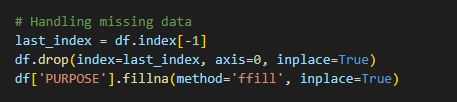 # Handling missing data
last_index = df.index[-1]
df.drop(index=last_index, axis=0, inplace=True)
df['PURPOSE'].fillna(method='ffill', inplace=True)